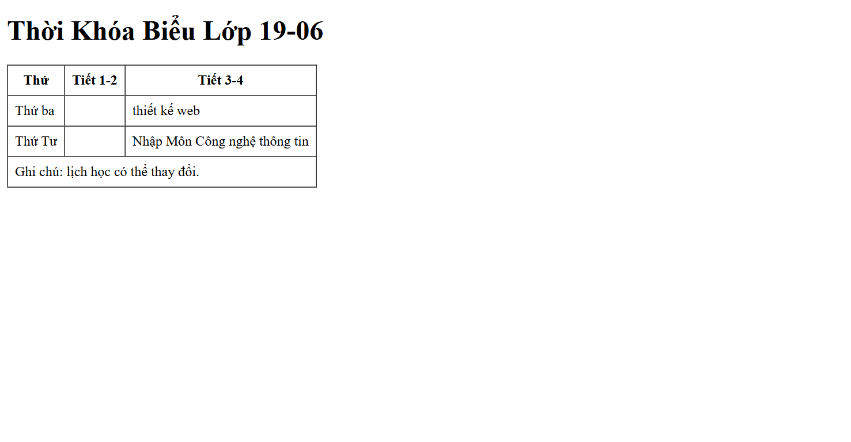 Thời Khóa Biểu Lớp 19-06
Thứ Tiết 1-2 Tiết 3-4
Thứ ba thiết kế web
Thứ Tư Nhập Môn Công nghệ thông tin
Ghi chú: lịch học có thể thay đổi.